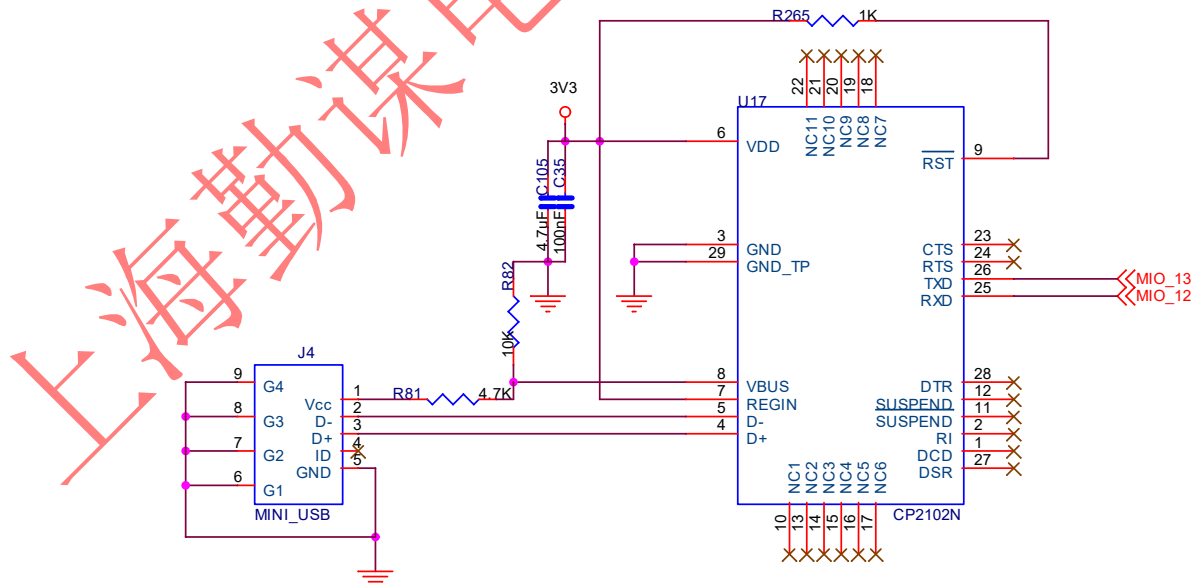 上海勤谋电
R265
1K
3V3
U17
22
21
20
19
18
NC11
NC10
NC9
NC8
NC7
6
VDD
9
RST
C105
C35
4.7uF
100nF
3
GND
29
GND_TP
23
CTS
24
RTS
26
TXD
MIO_13
25
RXD
MIO_12
R82
10K
J4
9
G4
8
G3
7
G2
6
G1
1
Vcc
2
D-
3
D+
4
ID
5
GND
MINI_USB
R81
4.7K
8
VBUS
7
REGIN
5
D-
4
D+
28
DTR
12
SUSPEND
11
SUSPEND
2
RI
1
DCD
27
DSR
NC1
NC2
NC3
NC4
NC5
NC6
10
13
14
15
16
17
CP2102N